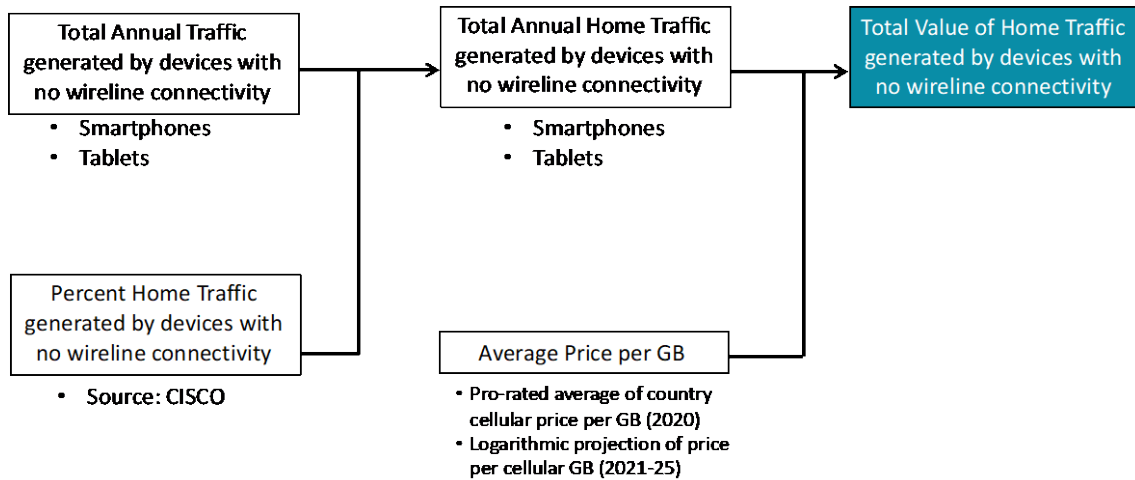 Total Annual Traffic
generated by devices with
no wireline connectivity
• Smartphones
• Tablets
Percent Home Traffic
generated by devices with
no wireline connectivity
• Source: CISCO
Total Annual Home Traffic
generated by devices with
no wireline connectivity
• Smartphones
• Tablets
Average Price per GB
• Pro-rated average of country
cellular price per GB (2020)
• Logarithmic projection of price
per cellular GB (2021-25)
Total Value of Home Traffic
generated by devices with
no wireline connectivity